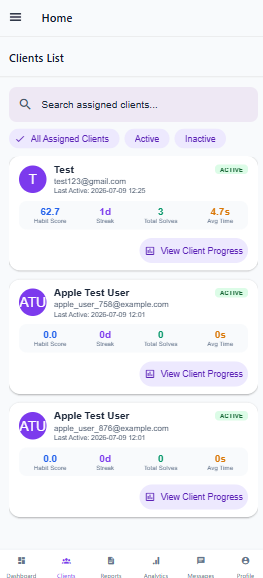 Home
Clients List
Search assigned clients...
All Assigned Clients Active Inactive
T Test ACTIVE
test123@gmail.com
Last Active: 2026-07-09 12:25
62.7 1d 3 4.7s
Habit Score Streak Total Solves Avg Time
View Client Progress
ATU Apple Test User ACTIVE
apple_user_758@example.com
Last Active: 2026-07-09 12:01
0.0 0d 0 0s
Habit Score Streak Total Solves Avg Time
View Client Progress
ATU Apple Test User ACTIVE
apple_user_876@example.com
Last Active: 2026-07-09 12:01
0.0 0d 0 0s
Habit Score Streak Total Solves Avg Time
View Client Progress
Dashboard Clients Reports Analytics Messages Profile